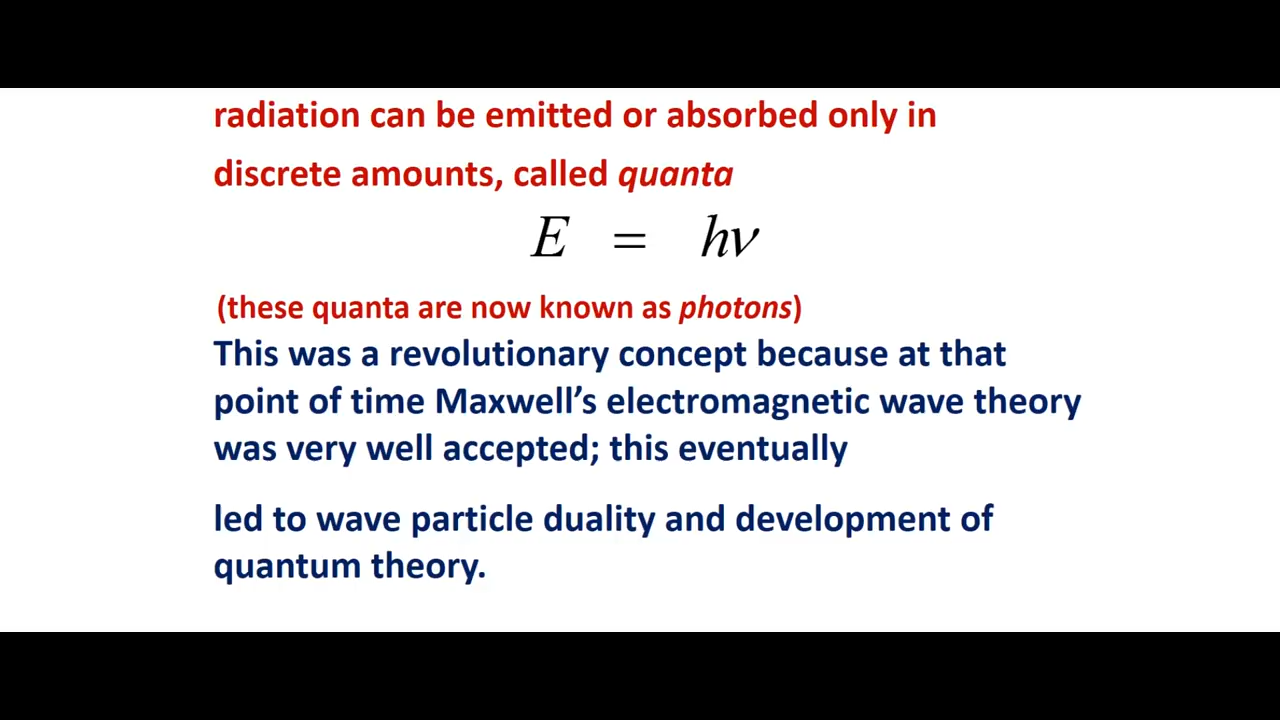 radiation can be emitted or absorbed only in
discrete amounts, called quanta
E = hν
(these quanta are now known as photons)
This was a revolutionary concept because at that
point of time Maxwell’s electromagnetic wave theory
was very well accepted; this eventually
led to wave particle duality and development of
quantum theory.